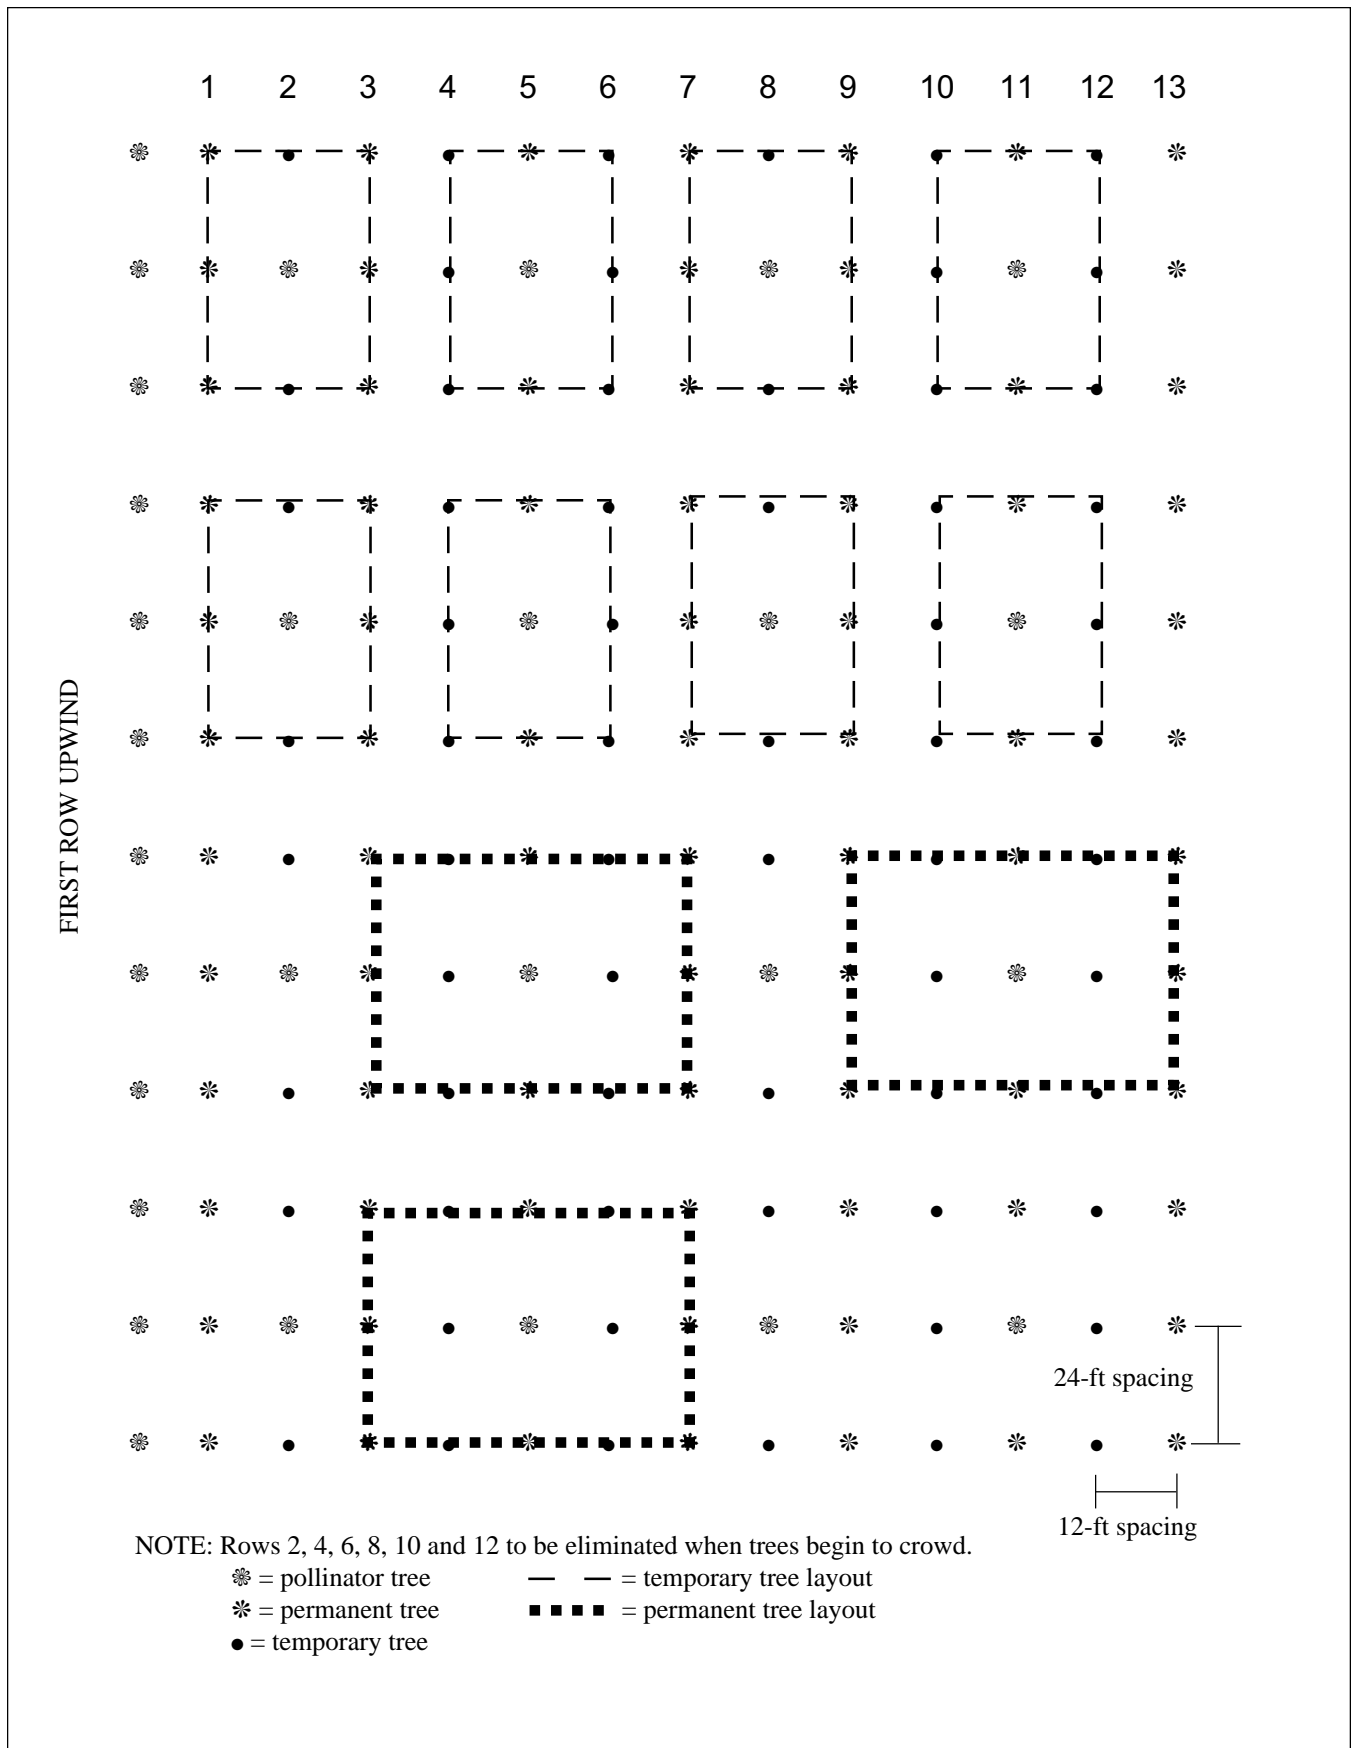 1 2 3 4 5 6 7 8 9 10 11 12 13
FIRST ROW UPWIND
24-ft spacing
12-ft spacing
NOTE: Rows 2, 4, 6, 8, 10 and 12 to be eliminated when trees begin to crowd.
= pollinator tree
= temporary tree layout
= permanent tree
= permanent tree layout
= temporary tree